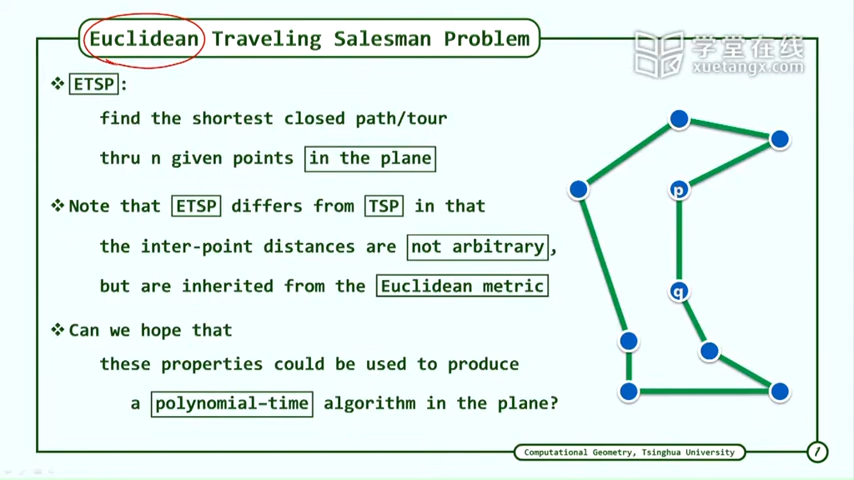 Euclidean Traveling Salesman Problem
学堂在线
xuetangx.com
❖ ETSP:
find the shortest closed path/tour
thru n given points in the plane
❖ Note that ETSP differs from TSP in that
the inter-point distances are not arbitrary,
but are inherited from the Euclidean metric
❖ Can we hope that
these properties could be used to produce
a polynomial-time algorithm in the plane?
p
q
Computational Geometry, Tsinghua University